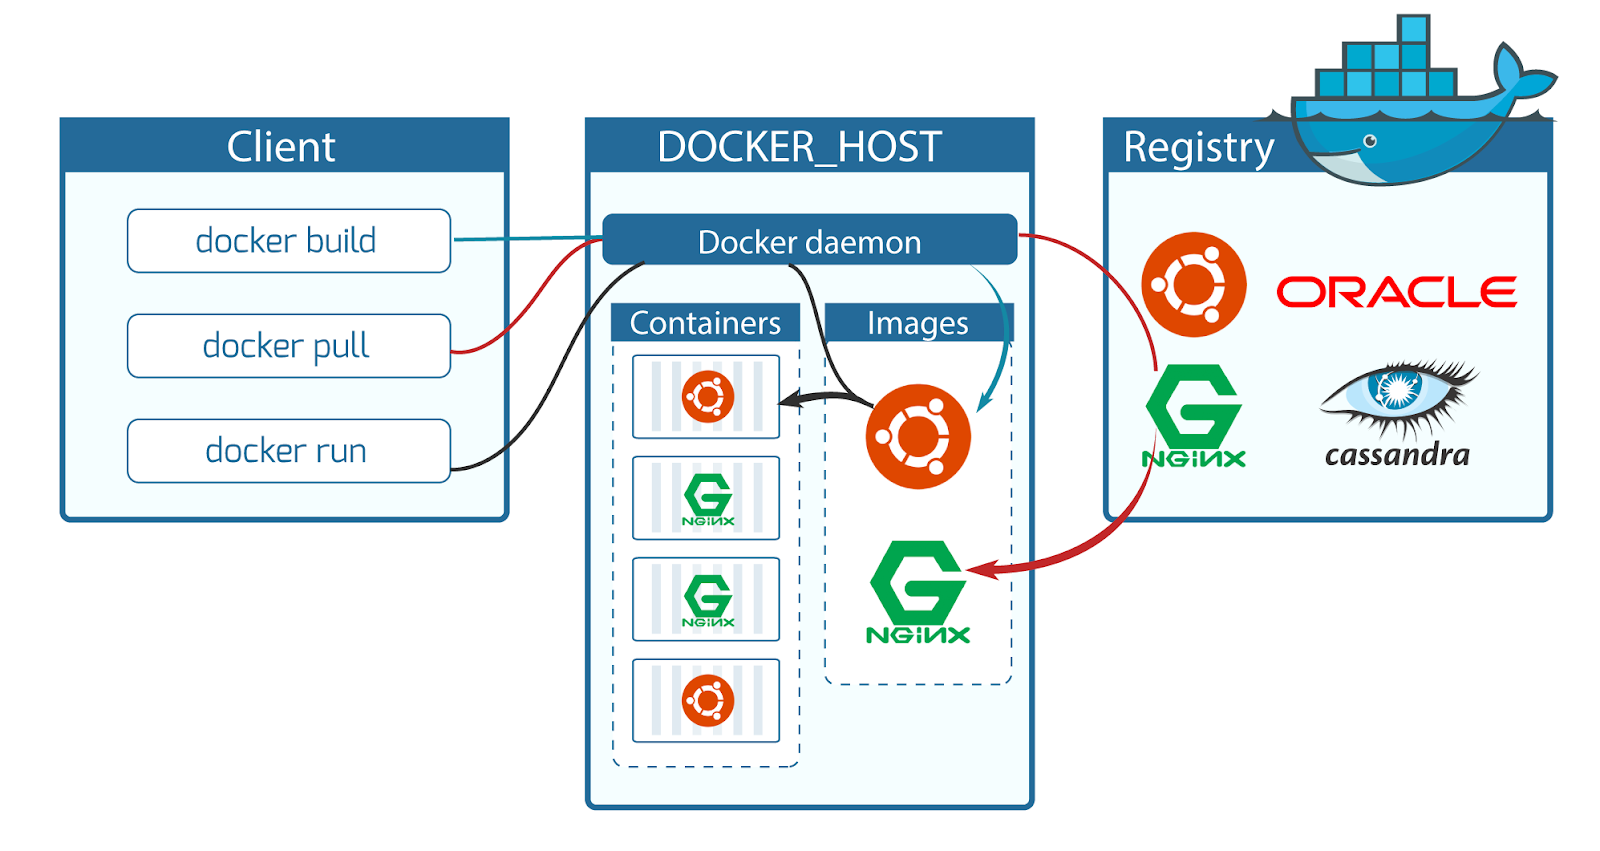 Client
docker build
docker pull
docker run
DOCKER_HOST
Docker daemon
Containers
NGiNX
NGiNX
Images
NGiNX
Registry
ORACLE
NGiNX
cassandra